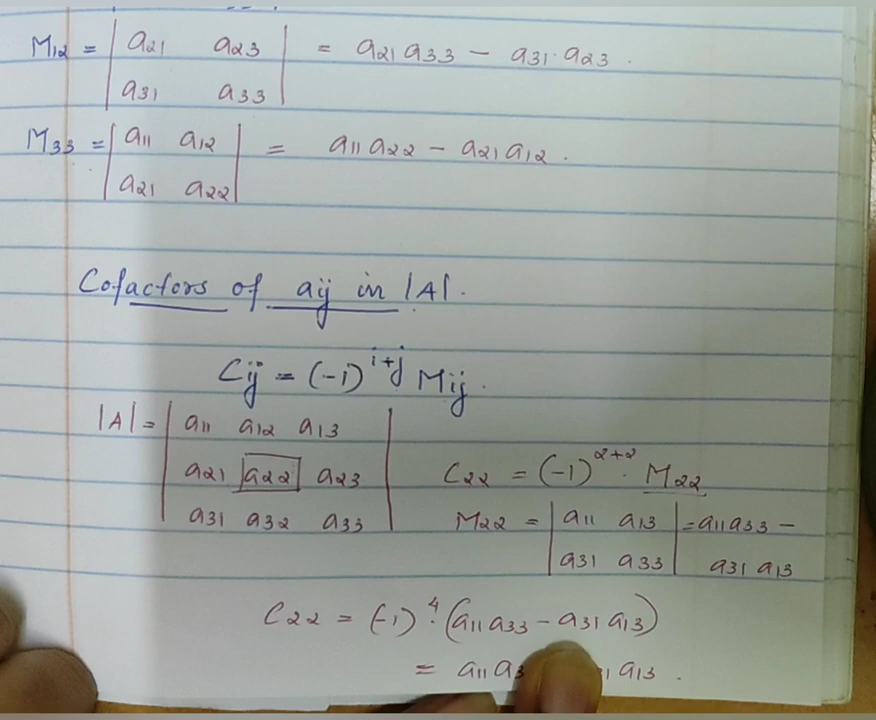 M12 = | a21 a23 | = a21 a33 - a31 · a23 .
| a31 a33 |
M33 = | a11 a12 | = a11 a22 - a21 a12 .
| a21 a22 |
Cofactors of aij in |A|.
Cij = (-1)^i+j Mij .
|A| = | a11 a12 a13 |
| a21 a22 a23 |
| a31 a32 a33 |
C22 = (-1)^2+2 · M22
M22 = | a11 a13 | = a11 a33 -
| a31 a33 | a31 a13
C22 = (-1)^4 · (a11 a33 - a31 a13)
= a11 a13 .